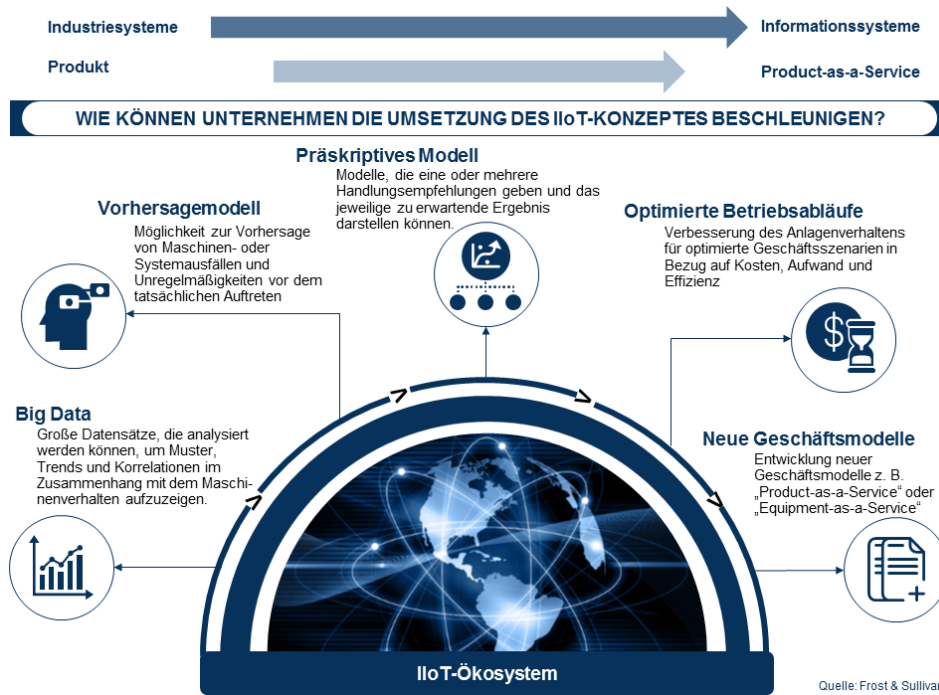 Industriesysteme
Informationssysteme
Produkt
Product-as-a-Service
WIE KÖNNEN UNTERNEHMEN DIE UMSETZUNG DES IIoT-KONZEPTES BESCHLEUNIGEN?
Präskriptives Modell
Modelle, die eine oder mehrere
Handlungsempfehlungen geben und das
jeweilige zu erwartende Ergebnis
darstellen können.
Vorhersagemodell
Möglichkeit zur Vorhersage
von Maschinen- oder
Systemausfällen und
Unregelmäßigkeiten vor dem
tatsächlichen Auftreten
Optimierte Betriebsabläufe
Verbesserung des Anlagenverhaltens
für optimierte Geschäftsszenarien in
Bezug auf Kosten, Aufwand und
Effizienz
$
Big Data
Große Datensätze, die analysiert
werden können, um Muster,
Trends und Korrelationen im
Zusammenhang mit dem Maschi-
nenverhalten aufzuzeigen.
Neue Geschäftsmodelle
Entwicklung neuer
Geschäftsmodelle z. B.
„Product-as-a-Service“ oder
„Equipment-as-a-Service“
IIoT-Ökosystem
Quelle: Frost & Sullivan